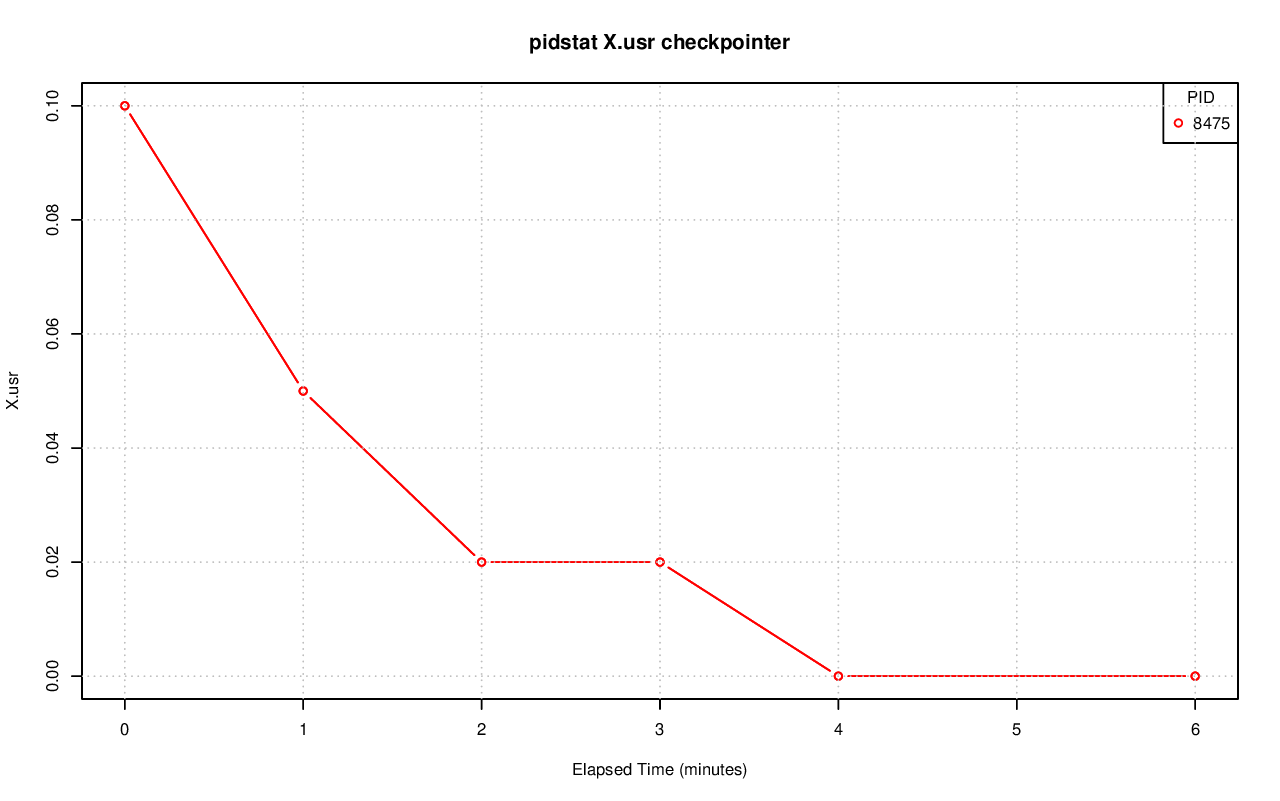 pidstat X.usr checkpointer
PID
8475
X.usr
0.10
0.08
0.06
0.04
0.02
0.00
0 1 2 3 4 5 6
Elapsed Time (minutes)